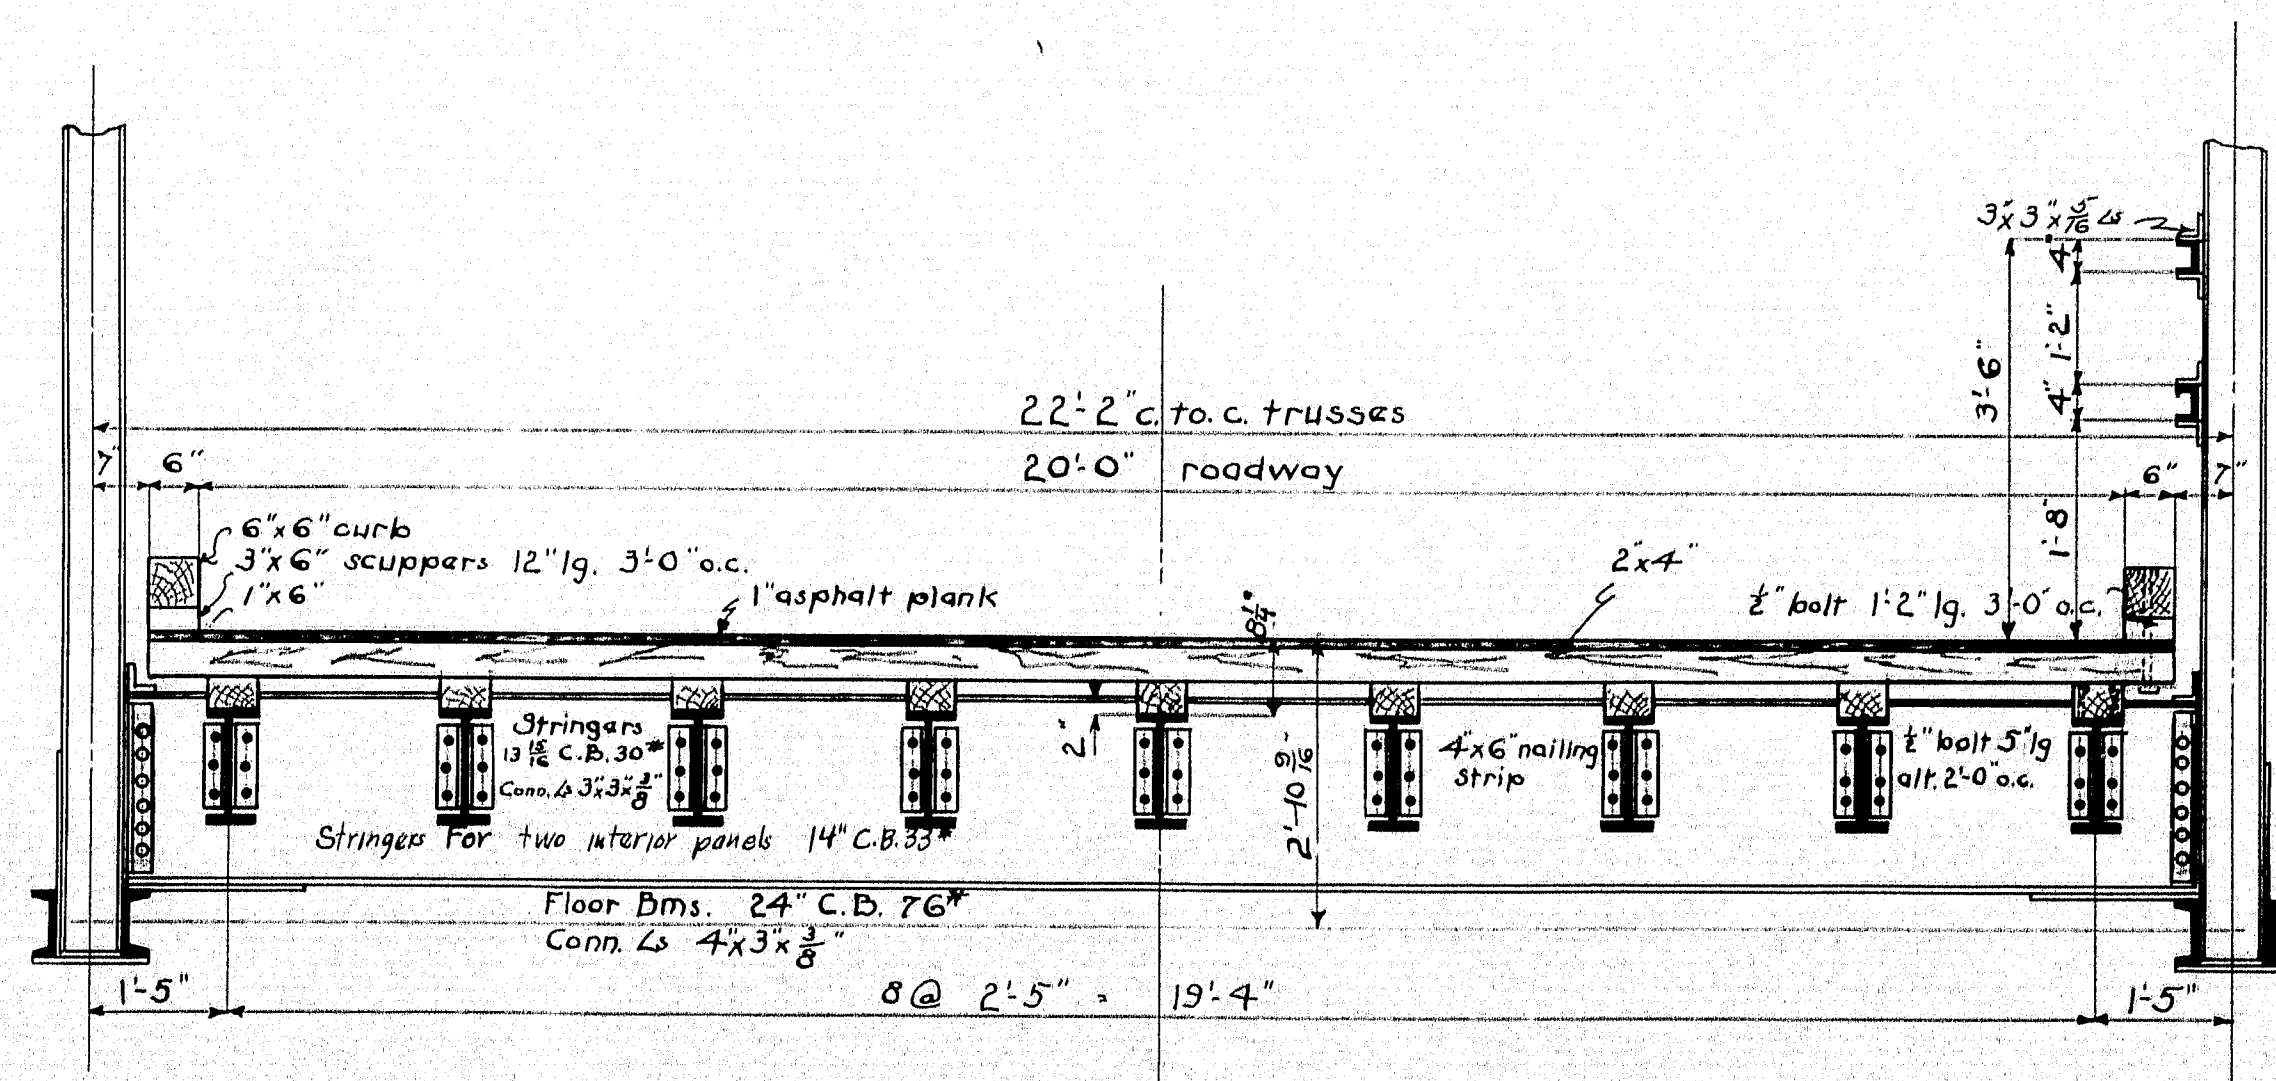 3"x3"x5/16 Ls
4"
1'-2"
3'-6"
4"
22'-2" c. to. c. trusses
7" 6"
20'-0" roadway
6" 7"
6"x6" curb
3"x6" scuppers 12" lg. 3'-0" o.c.
1"x6"
1" asphalt plank
8 1/4"
2"x4"
1'-8"
1/2" bolt 1'-2" lg. 3'-0" o.c.
Stringers
13 15/16 C.B. 30#
Conn. Ls 3"x3"x3/8"
2"
2'-10 9/16"
4"x6" nailing
strip
1/2" bolt 5" lg
alt. 2'-0" o.c.
Stringers For two interior panels 14" C.B. 33#
Floor Bms. 24" C.B. 76#
Conn. Ls 4"x3"x3/8"
1'-5"
8 @ 2'-5" = 19'-4"
1'-5"